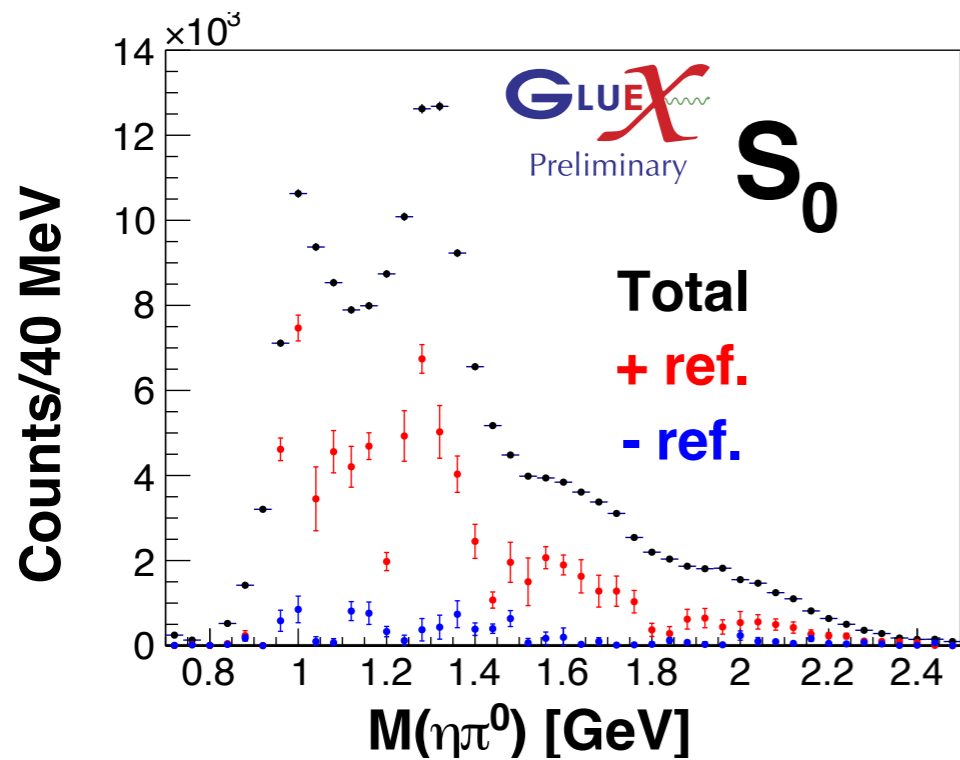 ×10³
14
12
10
8
6
4
2
0
GLUEX
Preliminary
S₀
Total
+ ref.
- ref.
0.8 1 1.2 1.4 1.6 1.8 2 2.2 2.4
M(ηπ⁰) [GeV]
Counts/40 MeV